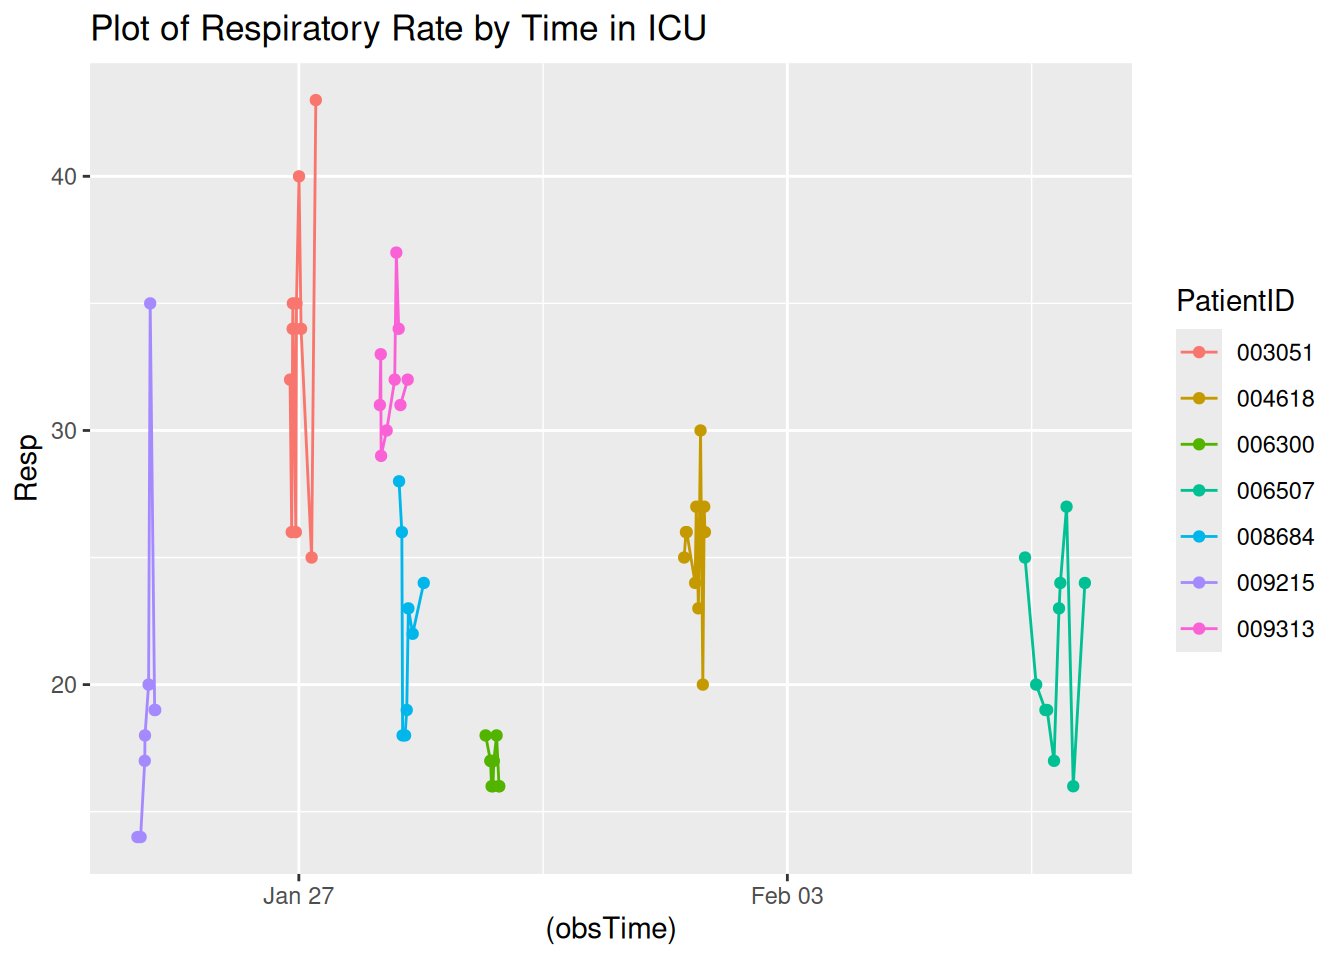 Plot of Respiratory Rate by Time in ICU
40
30
20
Resp
Jan 27
Feb 03
(obsTime)
PatientID
003051
004618
006300
006507
008684
009215
009313